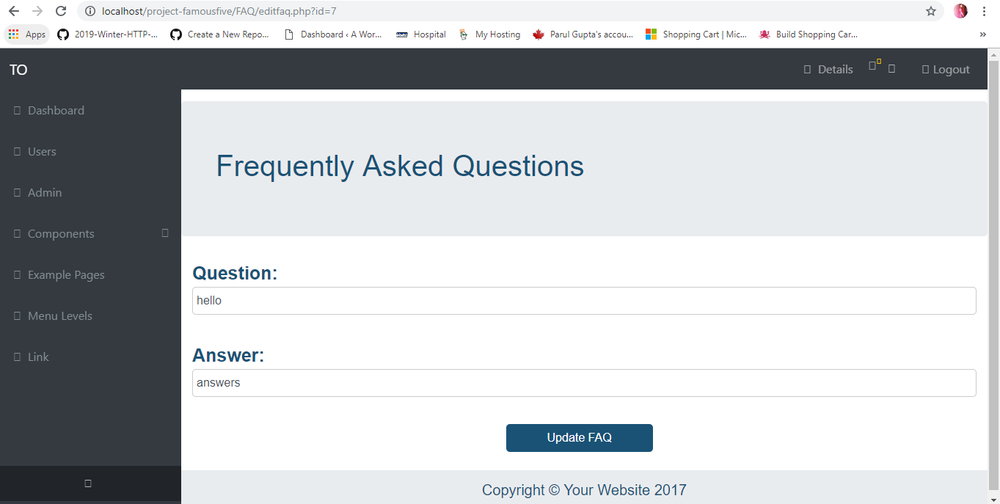 localhost/project-famousfive/FAQ/editfaq.php?id=7
Apps 2019-Winter-HTTP-... Create a New Repo... Dashboard ‹ A Wor... Hospital My Hosting Parul Gupta's accou... Shopping Cart | Mic... Build Shopping Car... »
TO Details Logout
Dashboard
Users
Admin
Components
Example Pages
Menu Levels
Link
Frequently Asked Questions
Question:
hello
Answer:
answers
Update FAQ
Copyright © Your Website 2017